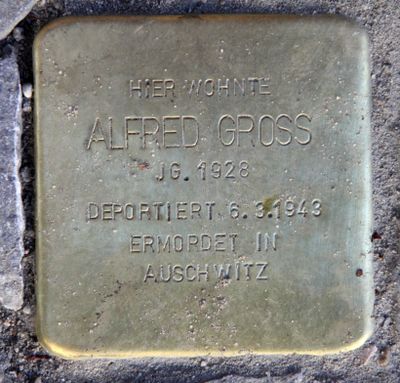 HIER WOHNTE
ALFRED GROSS
JG. 1928
DEPORTIERT 6.3.1943
ERMORDET IN
AUSCHWITZ